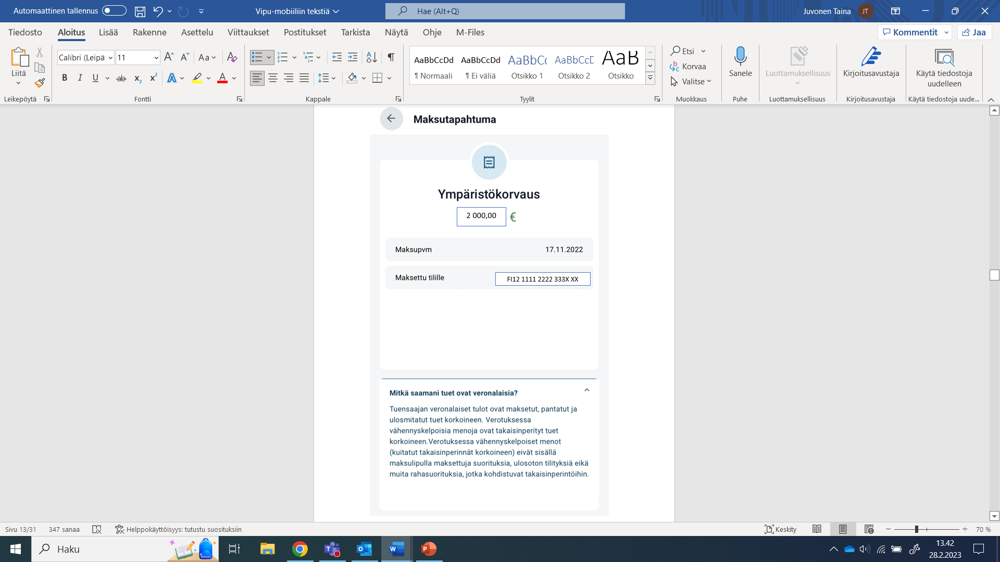 Automaattinen tallennus
Vipu-mobiiliin tekstiä
Hae (Alt+Q)
Juvonen Taina
JT
Tiedosto Aloitus Lisää Rakenne Asettelu Viittaukset Postitukset Tarkista Näytä Ohje M-Files
Kommentit
Jaa
Liitä
Leikepöytä
Calibri (Leipä 11
Fontti
Kappale
AaBbCcDd AaBbCcDd AaBbCc AaBbCcD AaB
¶ Normaali ¶ Ei väliä Otsikko 1 Otsikko 2 Otsikko
Tyylit
Etsi
Korvaa
Valitse
Muokkaus
Sanele
Puhe
Luottamuksellisuus
Luottamuksellisuus
Kirjoitusavustaja
Kirjoitusavustaja
Käytä tiedostoja
uudelleen
Käytä tiedostoja uude...
Maksutapahtuma
Ympäristökorvaus
2 000,00 €
Maksupvm 17.11.2022
Maksettu tilille FI12 1111 2222 333X XX
Mitkä saamani tuet ovat veronalaisia?
Tuensaajan veronalaiset tulot ovat maksetut, pantatut ja
ulosmitatut tuet korkoineen. Verotuksessa
vähennyskelpoisia menoja ovat takaisinperityt tuet
korkoineen.Verotuksessa vähennyskelpoiset menot
(kuitatut takaisinperinnät korkoineen) eivät sisällä
maksulipulla maksettuja suorituksia, ulosoton tilityksiä eikä
muita rahasuorituksia, jotka kohdistuvat takaisinperintöihin.
Sivu 13/31 347 sanaa Helppokäyttöisyys: tutustu suosituksiin
Keskity
70 %
Haku
13.42
28.2.2023